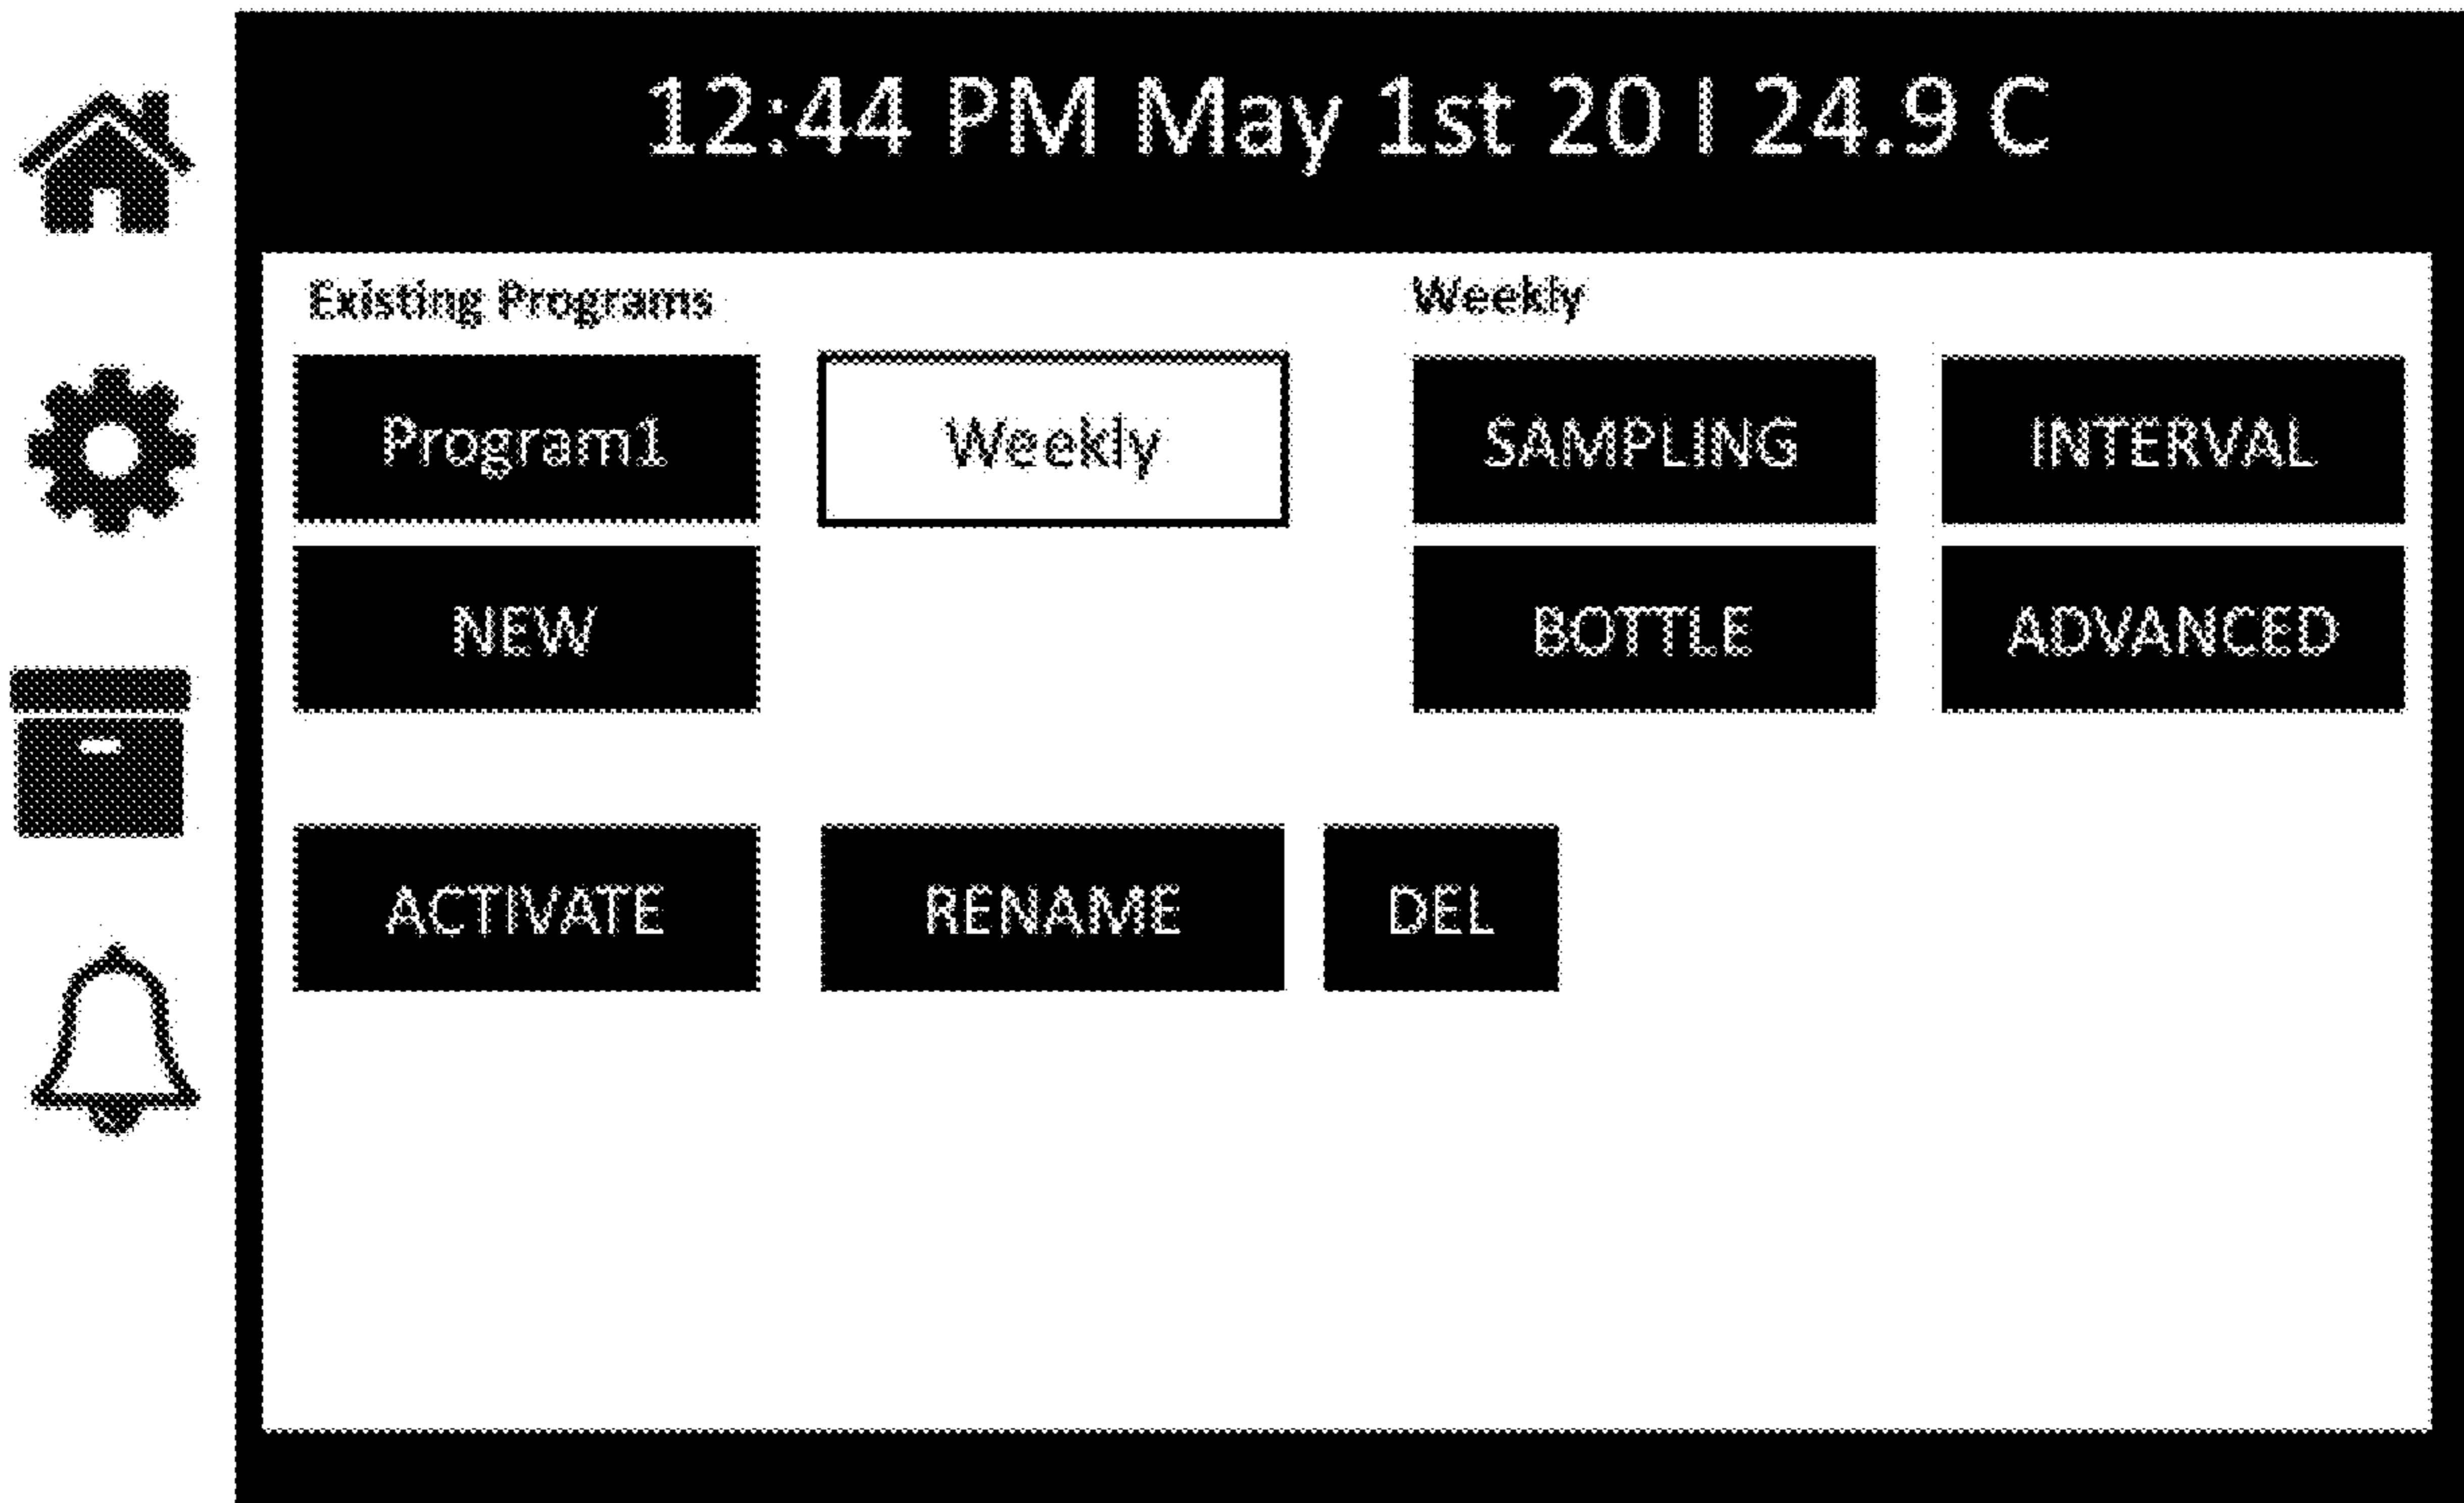 12:44 PM May 1st 20 | 24.9 C
Existing Programs
Weekly
Program1
Weekly
SAMPLING
INTERVAL
NEW
BOTTLE
ADVANCED
ACTIVATE
RENAME
DEL